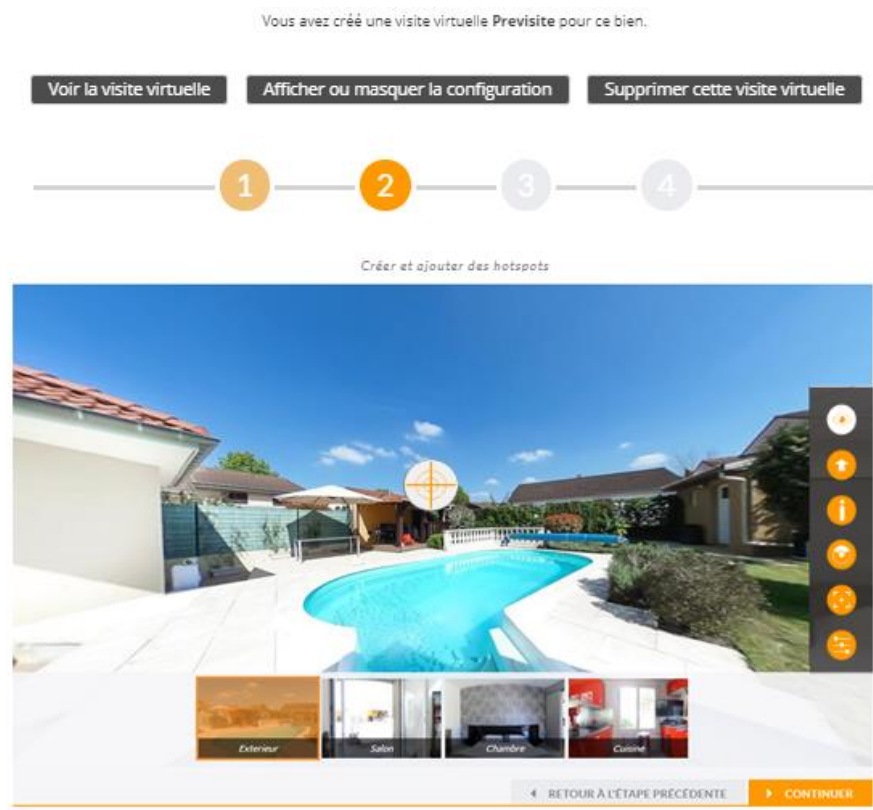 Vous avez créé une visite virtuelle Previsite pour ce bien.
Voir la visite virtuelle Afficher ou masquer la configuration Supprimer cette visite virtuelle
1 2 3 4
Créer et ajouter des hotspots
Exterieur Salon Chambre Cuisine
RETOUR À L'ÉTAPE PRÉCÉDENTE CONTINUER